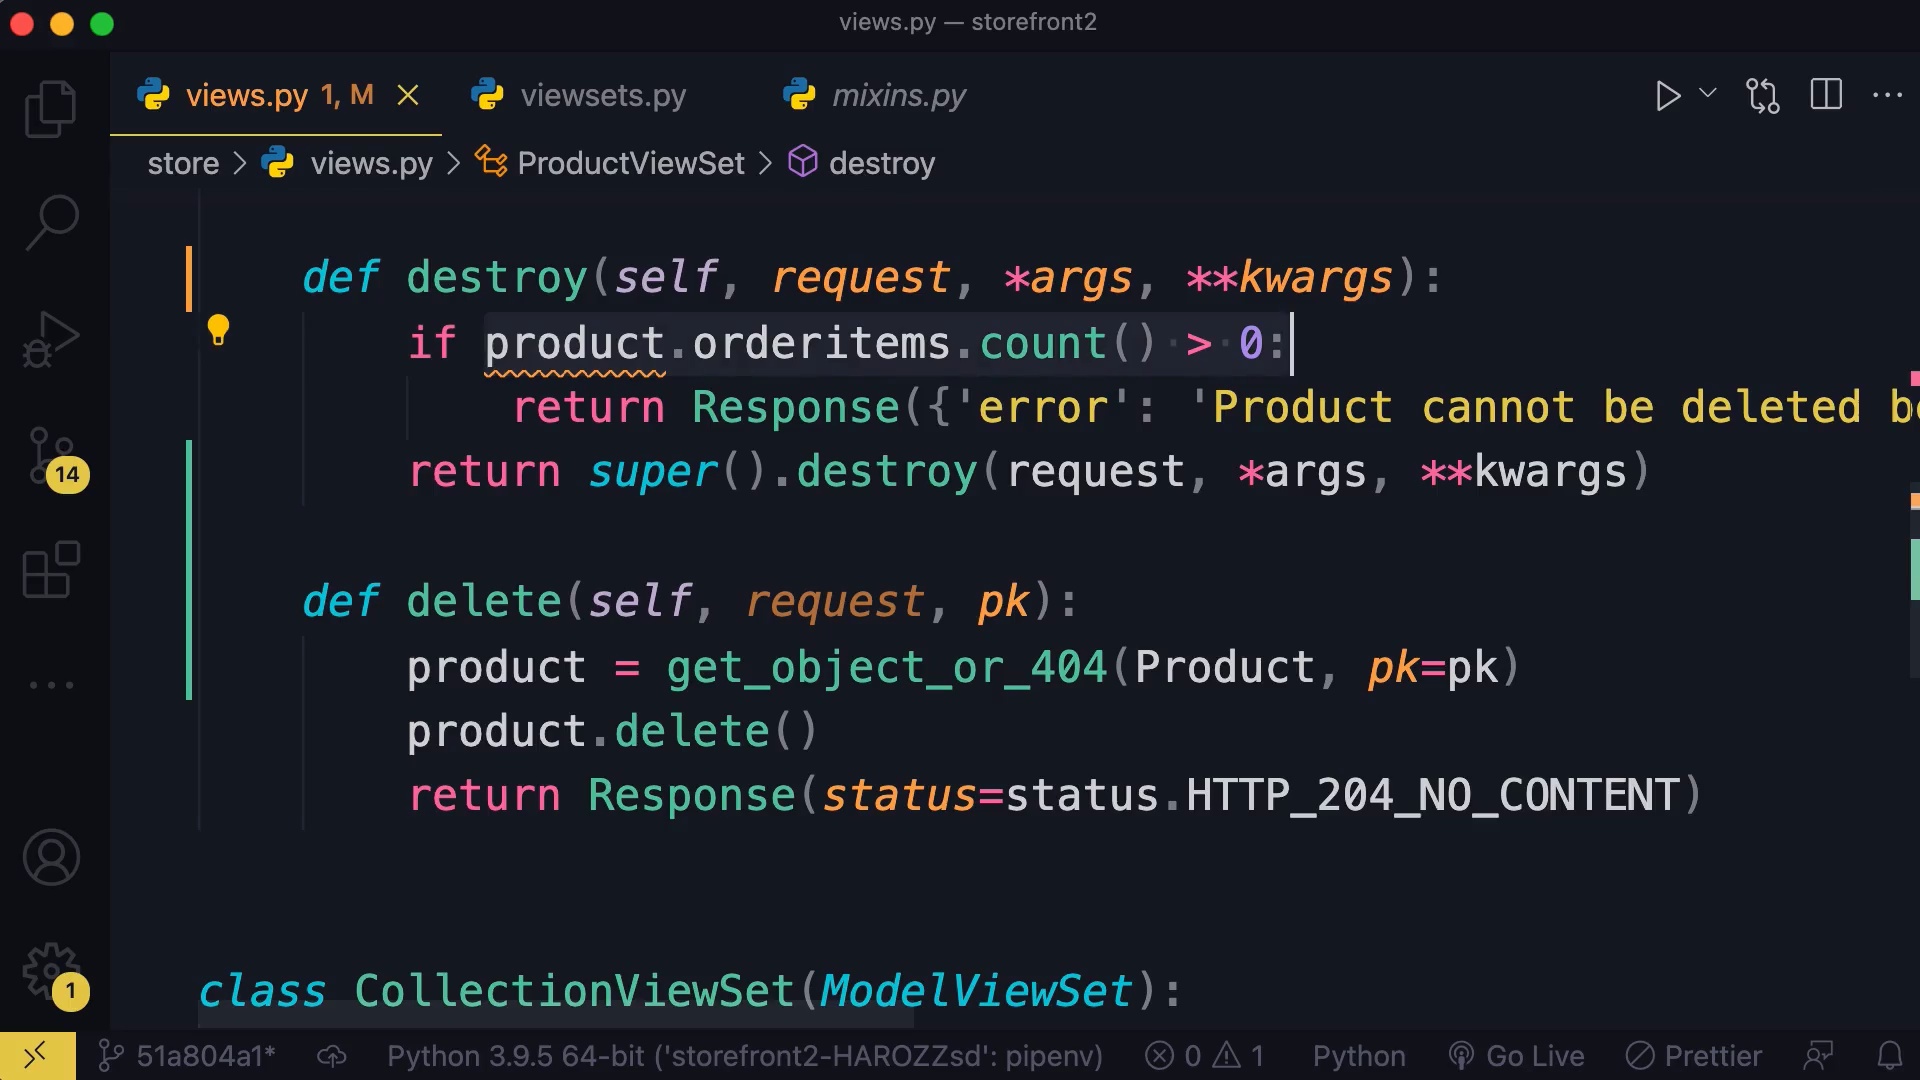 views.py — storefront2
views.py 1, M
viewsets.py
mixins.py
store > views.py > ProductViewSet > destroy
def destroy(self, request, *args, **kwargs):
if product.orderitems.count() > 0:
return Response({'error': 'Product cannot be deleted
return super().destroy(request, *args, **kwargs)
def delete(self, request, pk):
product = get_object_or_404(Product, pk=pk)
product.delete()
return Response(status=status.HTTP_204_NO_CONTENT)
class CollectionViewSet(ModelViewSet):
14
1
51a804a1* Python 3.9.5 64-bit ('storefront2-HAROZZsd': pipenv) 0 1 Python Go Live Prettier